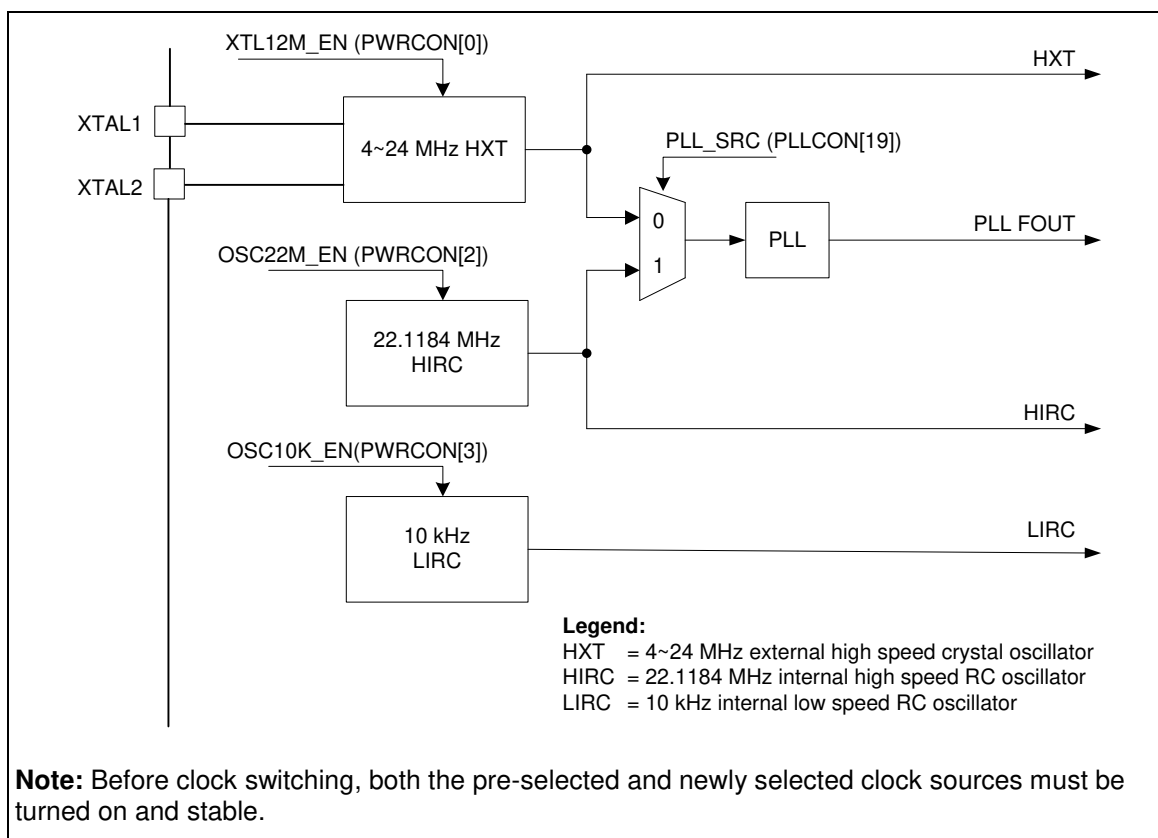 XTL12M_EN (PWRCON[0])
HXT
XTAL1
4~24 MHz HXT
PLL_SRC (PLLCON[19])
XTAL2
0
PLL
PLL FOUT
1
OSC22M_EN (PWRCON[2])
22.1184 MHz
HIRC
HIRC
OSC10K_EN(PWRCON[3])
10 kHz
LIRC
LIRC
Legend:
HXT = 4~24 MHz external high speed crystal oscillator
HIRC = 22.1184 MHz internal high speed RC oscillator
LIRC = 10 kHz internal low speed RC oscillator
Note: Before clock switching, both the pre-selected and newly selected clock sources must be
turned on and stable.